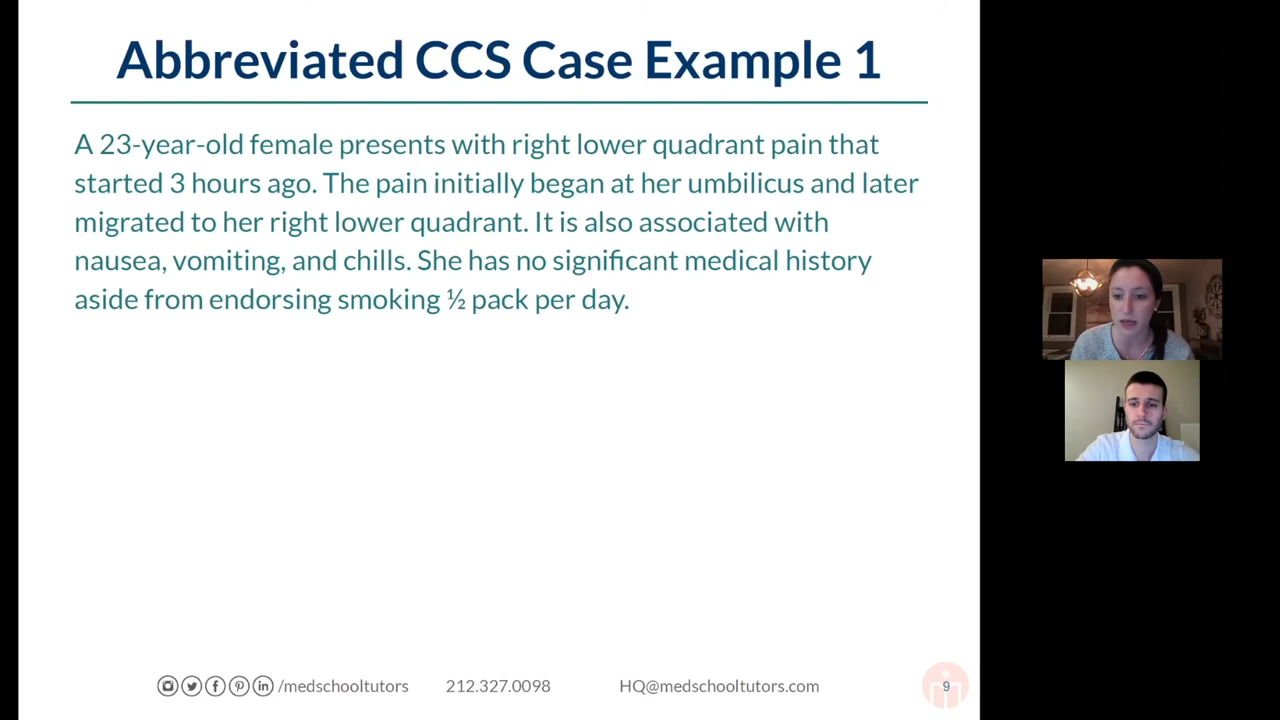 Abbreviated CCS Case Example 1
A 23-year-old female presents with right lower quadrant pain that
started 3 hours ago. The pain initially began at her umbilicus and later
migrated to her right lower quadrant. It is also associated with
nausea, vomiting, and chills. She has no significant medical history
aside from endorsing smoking ½ pack per day.
/medschooltutors 212.327.0098 HQ@medschooltutors.com 9